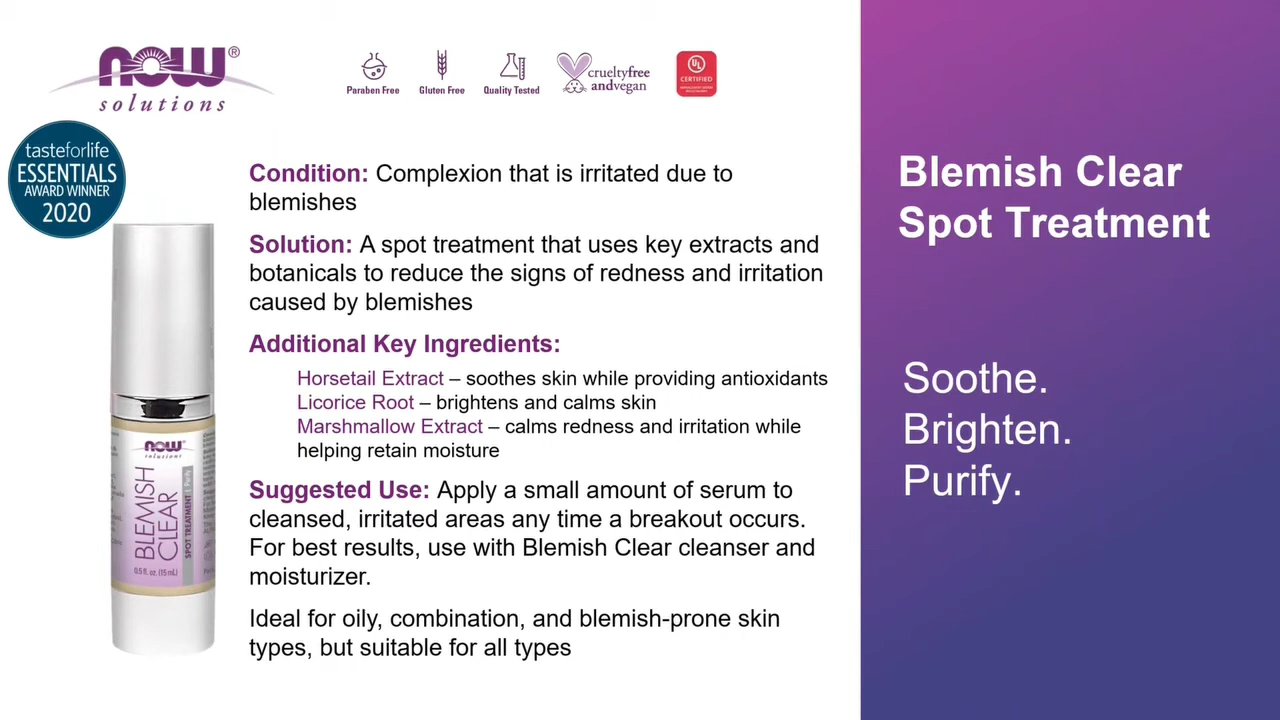 NOW®
solutions
Paraben Free
Gluten Free
Quality Tested
crueltyfree
andvegan
UL
CERTIFIED
tasteforlife
ESSENTIALS
AWARD WINNER
2020
Condition: Complexion that is irritated due to
blemishes
Solution: A spot treatment that uses key extracts and
botanicals to reduce the signs of redness and irritation
caused by blemishes
Additional Key Ingredients:
Horsetail Extract – soothes skin while providing antioxidants
Licorice Root – brightens and calms skin
Marshmallow Extract – calms redness and irritation while
helping retain moisture
Suggested Use: Apply a small amount of serum to
cleansed, irritated areas any time a breakout occurs.
For best results, use with Blemish Clear cleanser and
moisturizer.
Ideal for oily, combination, and blemish-prone skin
types, but suitable for all types
NOW
solutions
BLEMISH
CLEAR
SPOT TREATMENT | Purify
0.5 fl. oz. (15 mL)
Blemish Clear
Spot Treatment
Soothe.
Brighten.
Purify.